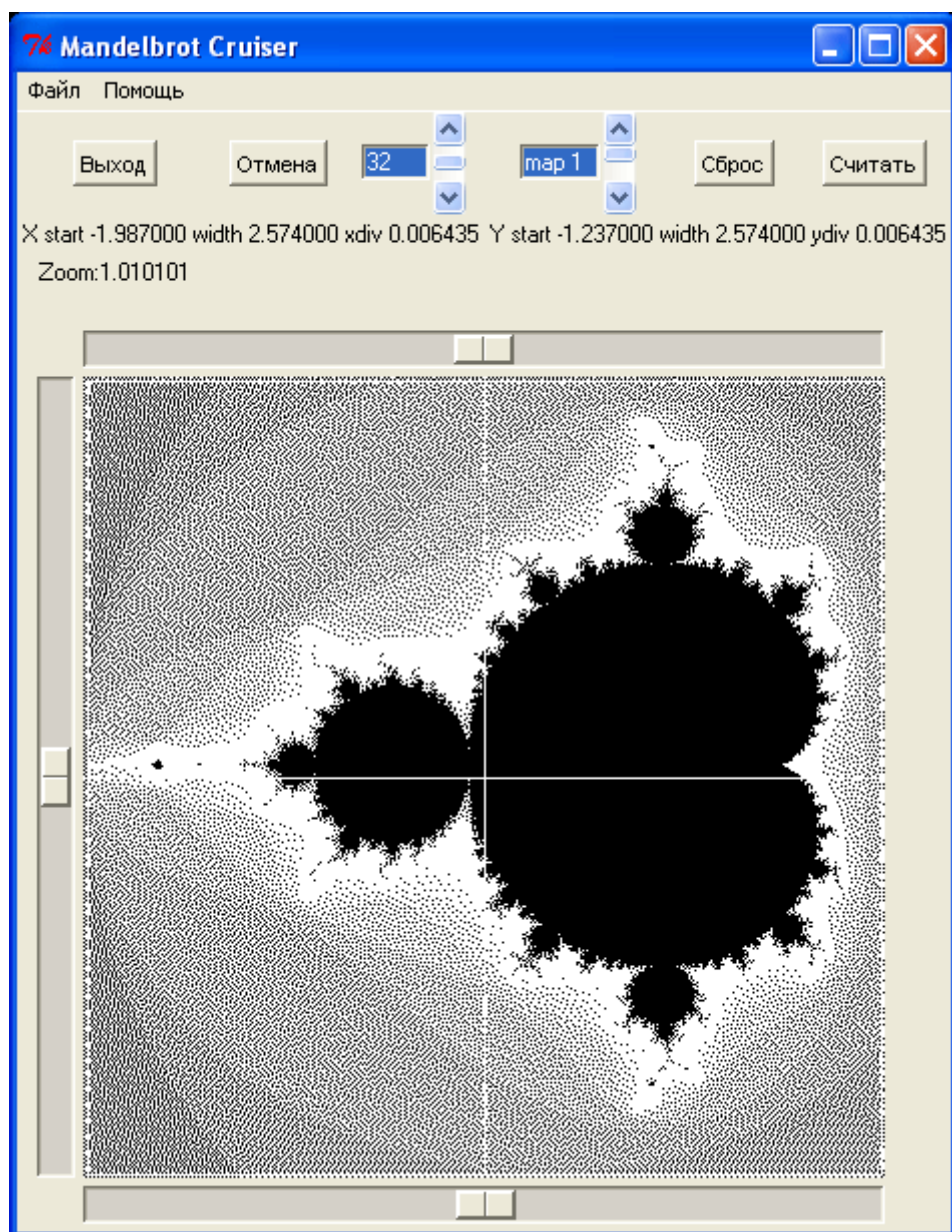 Mandelbrot Cruiser
Файл Помощь
Выход Отмена 32 map 1 Сброс Считать
X start -1.987000 width 2.574000 xdiv 0.006435 Y start -1.237000 width 2.574000 ydiv 0.006435
Zoom:1.010101